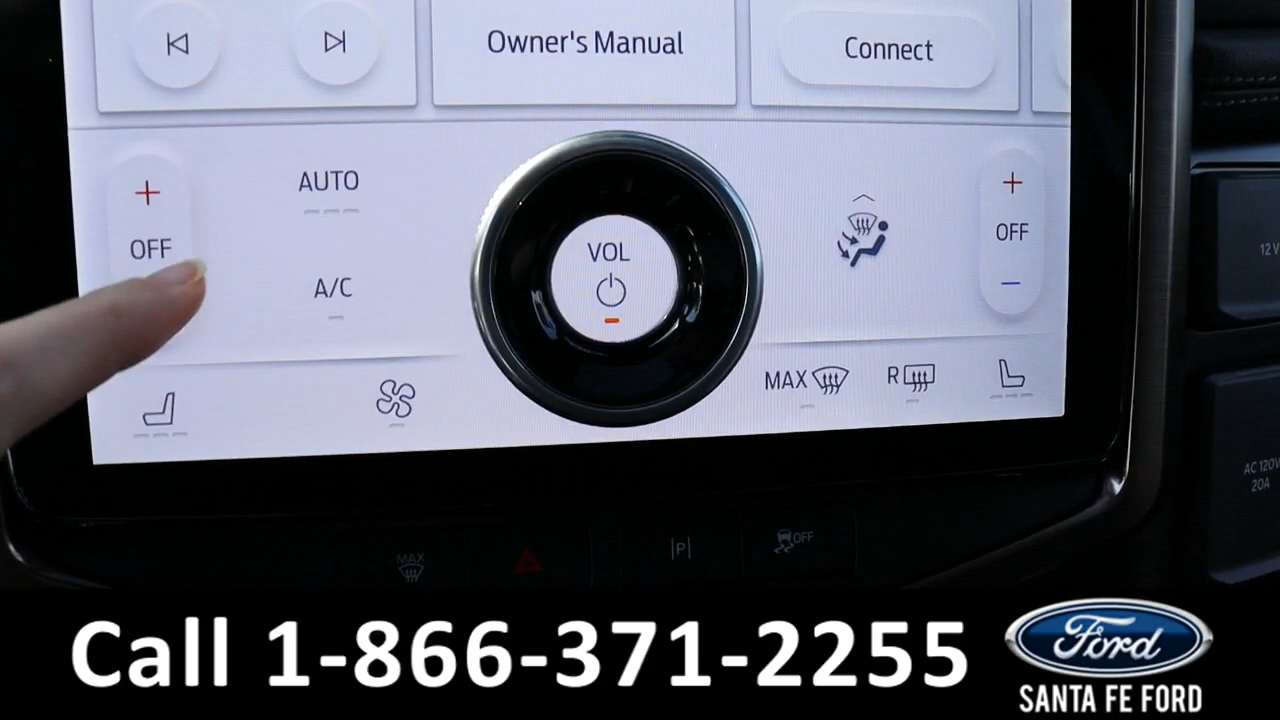 Owner's Manual
Connect
AUTO
OFF
A/C
VOL
OFF
MAX
R
12 V
AC 120V
20A
MAX
P
OFF
Call 1-866-371-2255
Ford
SANTA FE FORD